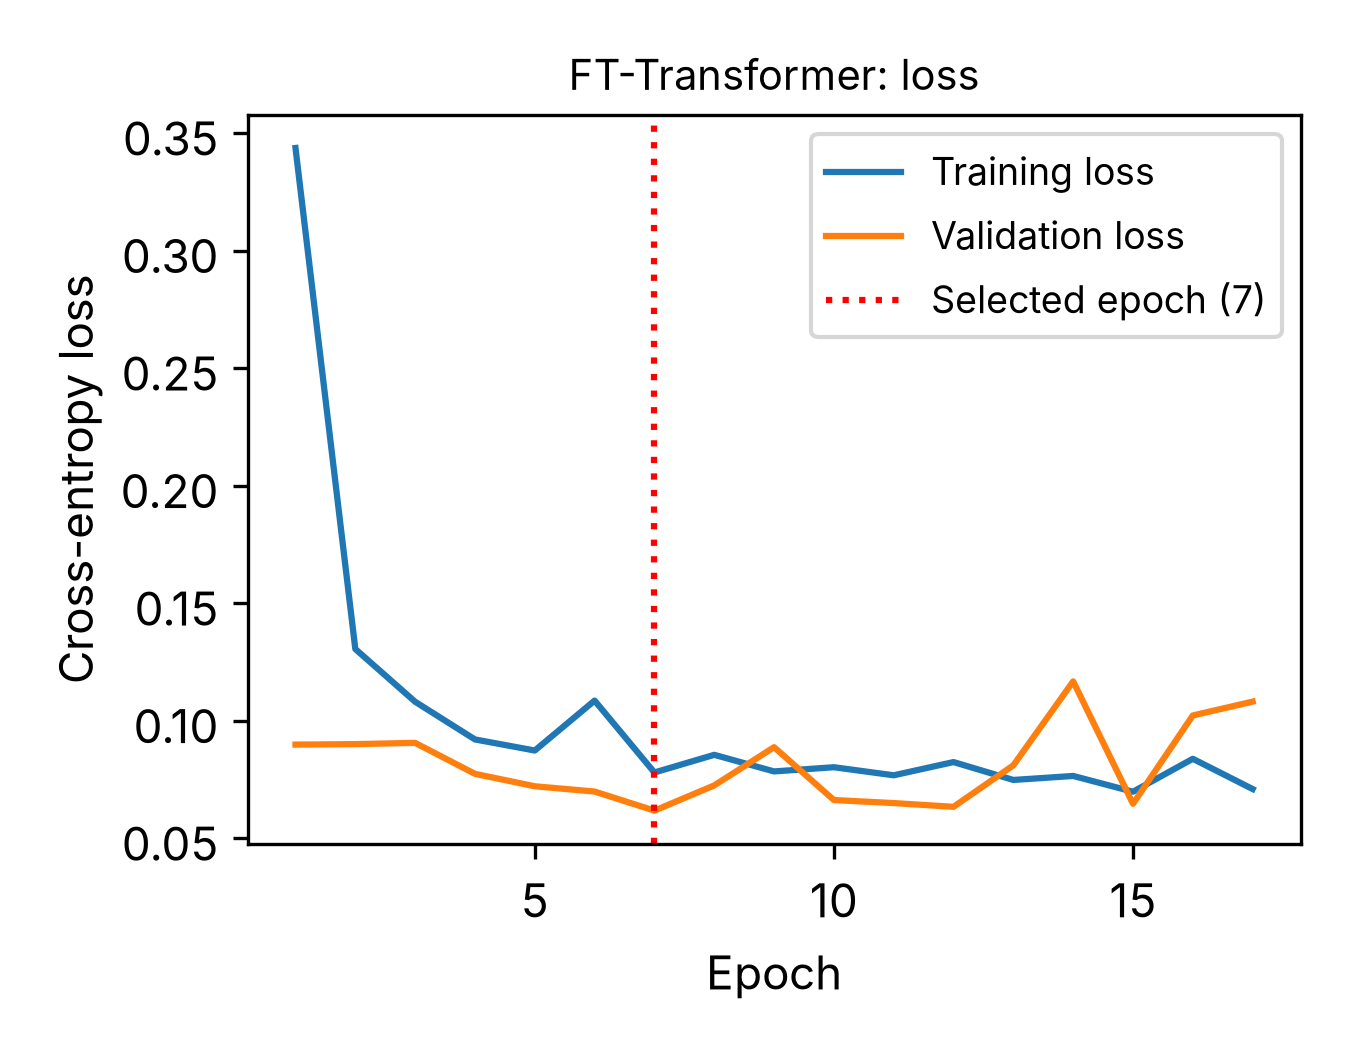 FT-Transformer: loss
0.35
0.30
0.25
0.20
0.15
0.10
0.05
Cross-entropy loss
Training loss
Validation loss
Selected epoch (7)
5
10
15
Epoch